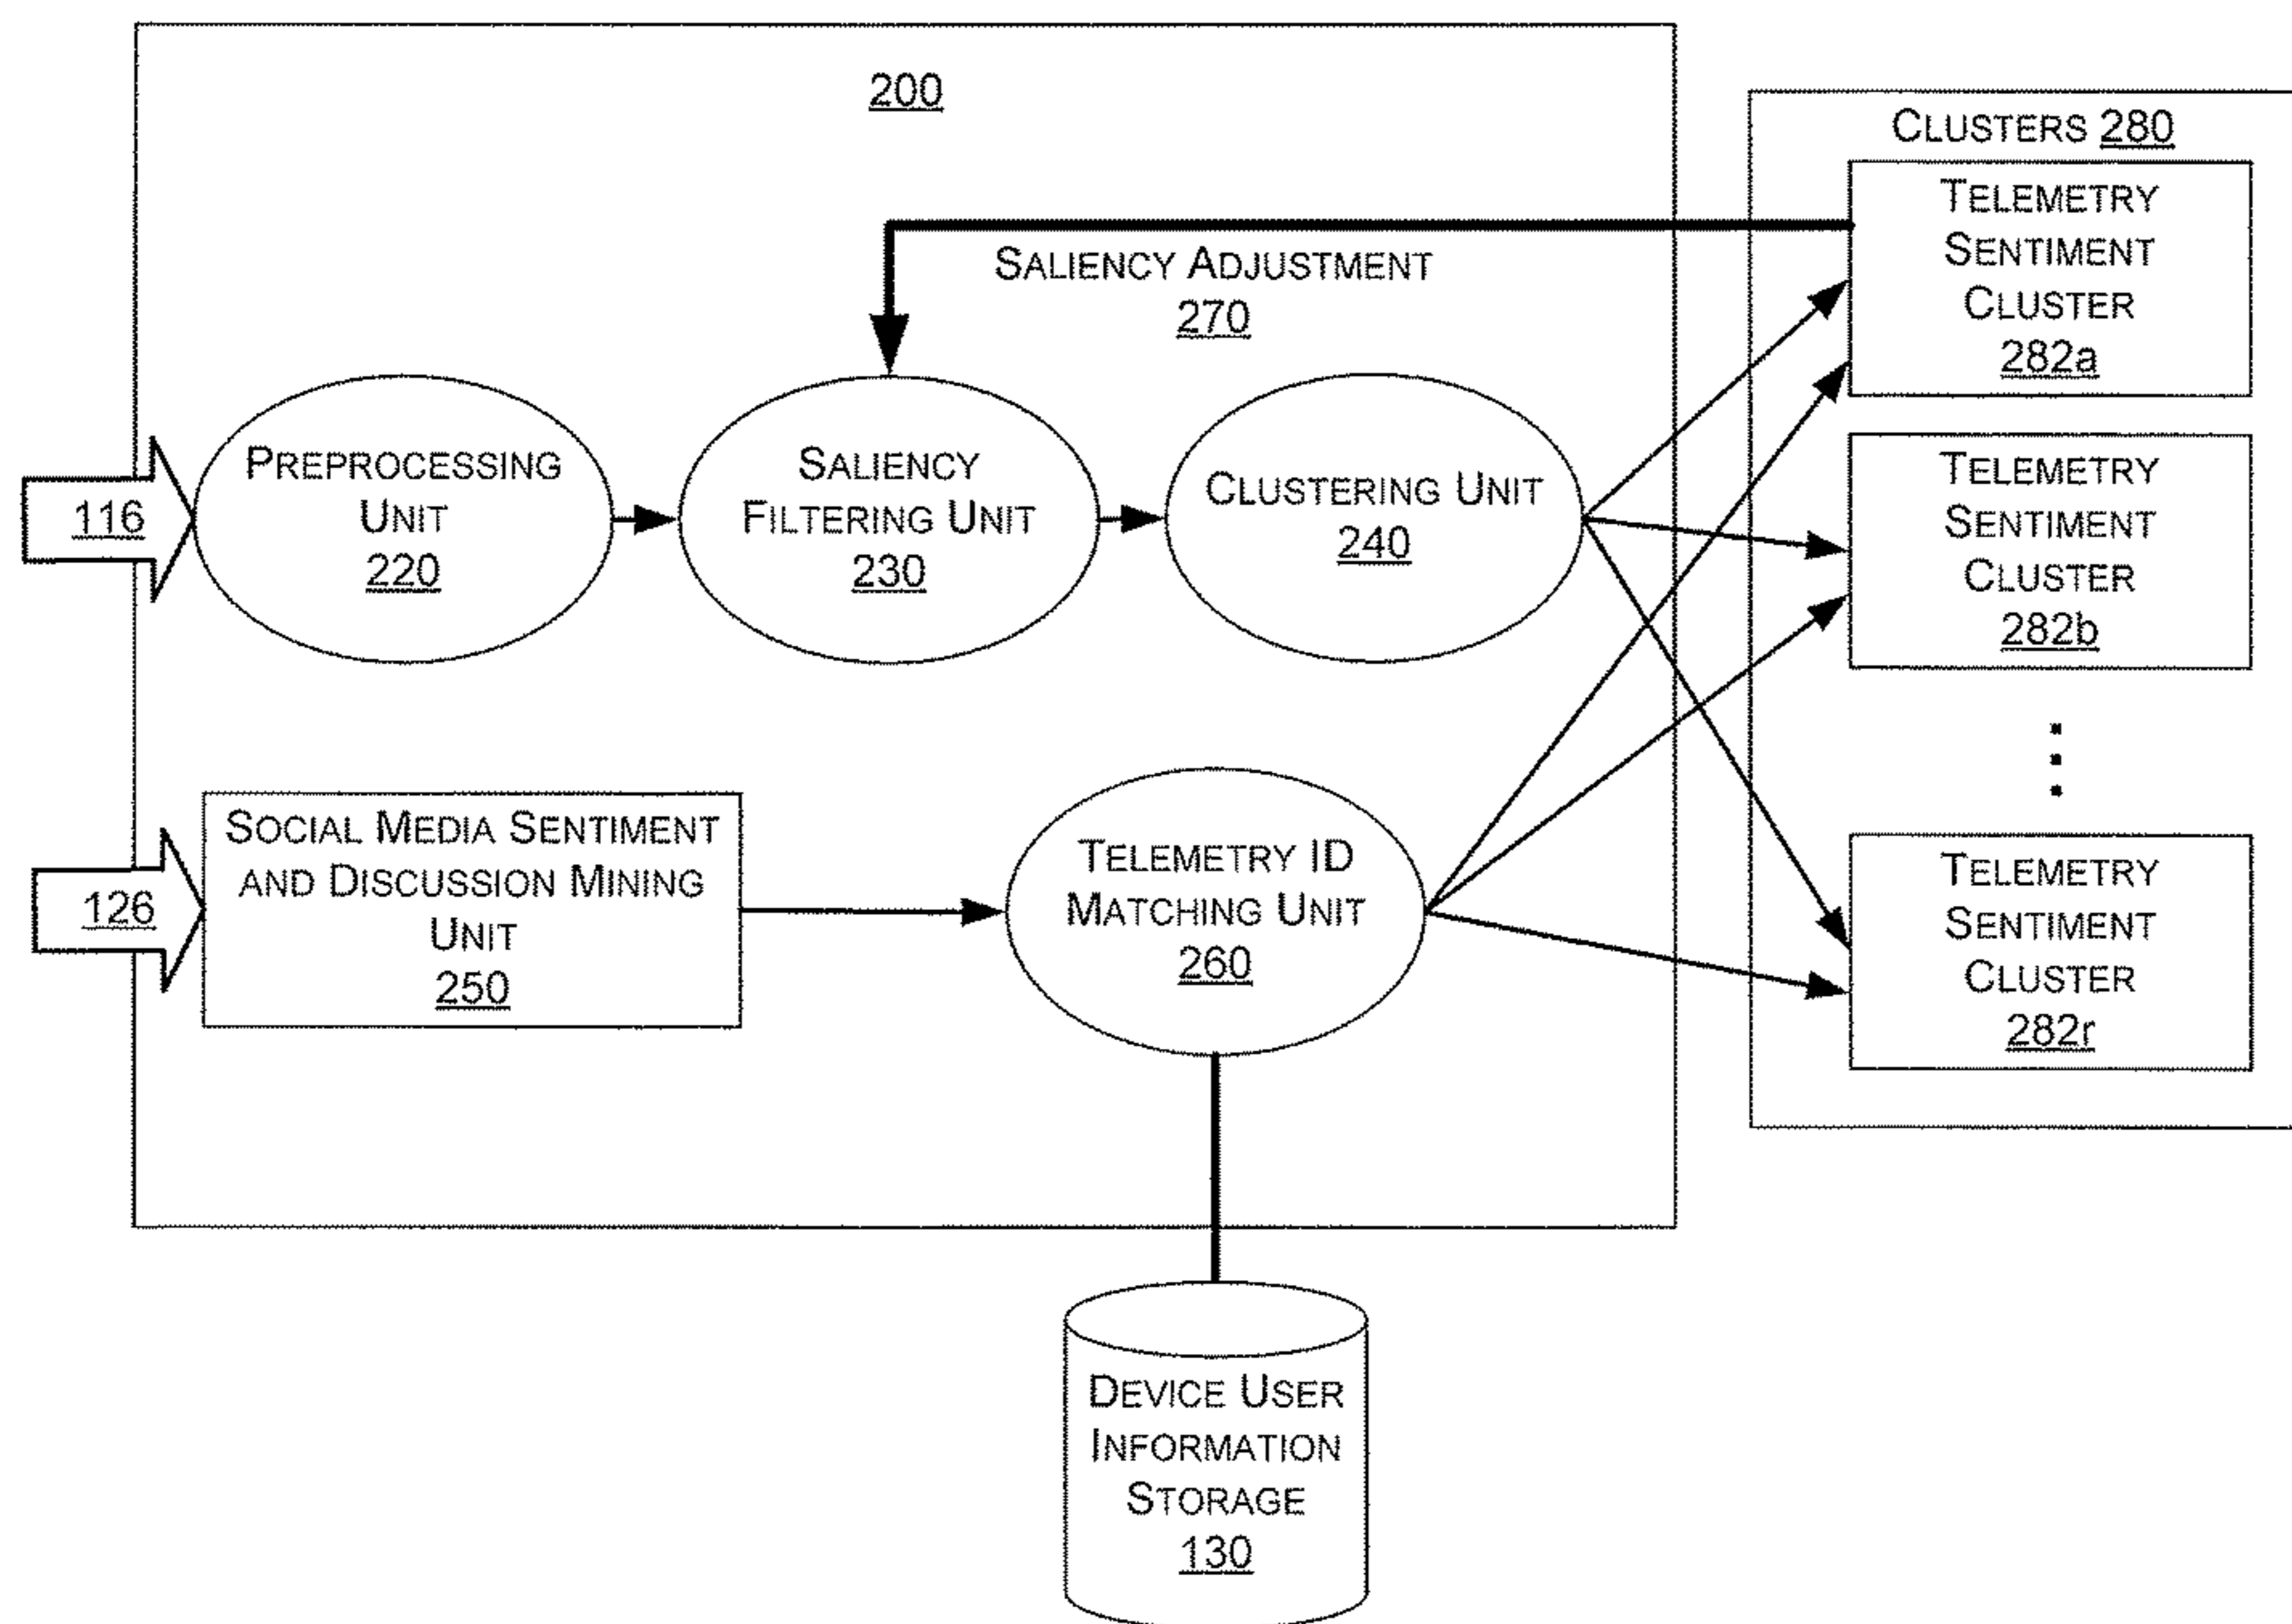 200
CLUSTERS 280
TELEMETRY
SENTIMENT
CLUSTER
282a
SALIENCY ADJUSTMENT
270
116
PREPROCESSING
UNIT
220
SALIENCY
FILTERING UNIT
230
CLUSTERING UNIT
240
TELEMETRY
SENTIMENT
CLUSTER
282b
126
SOCIAL MEDIA SENTIMENT
AND DISCUSSION MINING
UNIT
250
TELEMETRY ID
MATCHING UNIT
260
TELEMETRY
SENTIMENT
CLUSTER
282r
DEVICE USER
INFORMATION
STORAGE
130